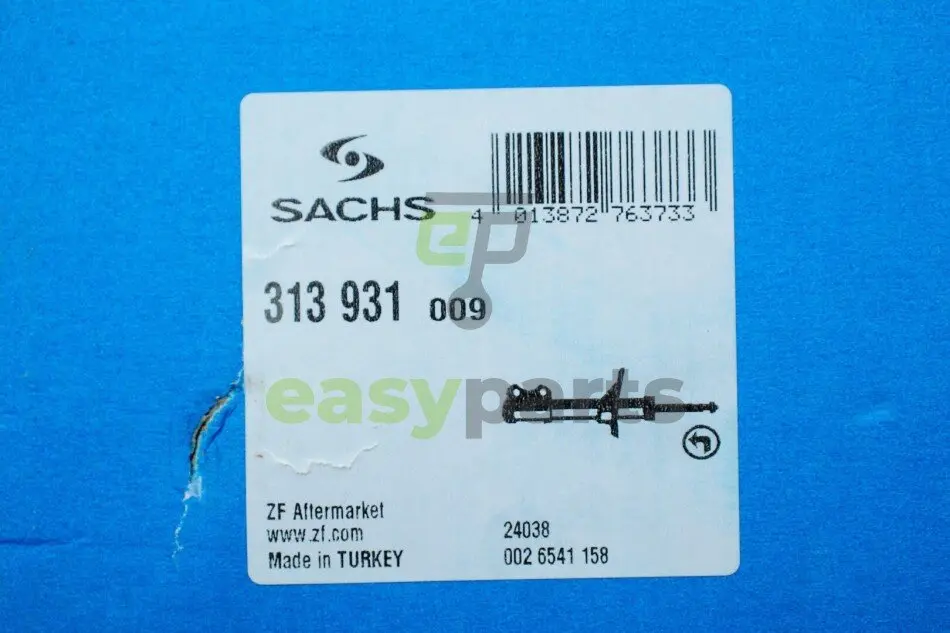 SACHS
4 013872 763733
313 931 009
ep
easyparts
ZF Aftermarket
www.zf.com
Made in TURKEY
24038
002 6541 158